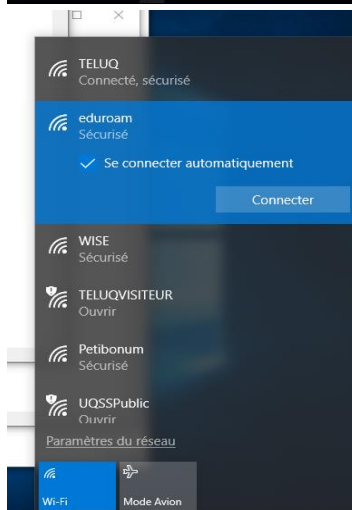 TELUQ
Connecté, sécurisé
eduroam
Sécurisé
Se connecter automatiquement
Connecter
WISE
Sécurisé
TELUQVISITEUR
Ouvrir
Petibonum
Sécurisé
UQSSPublic
Ouvrir
Paramètres du réseau
Wi-Fi Mode Avion